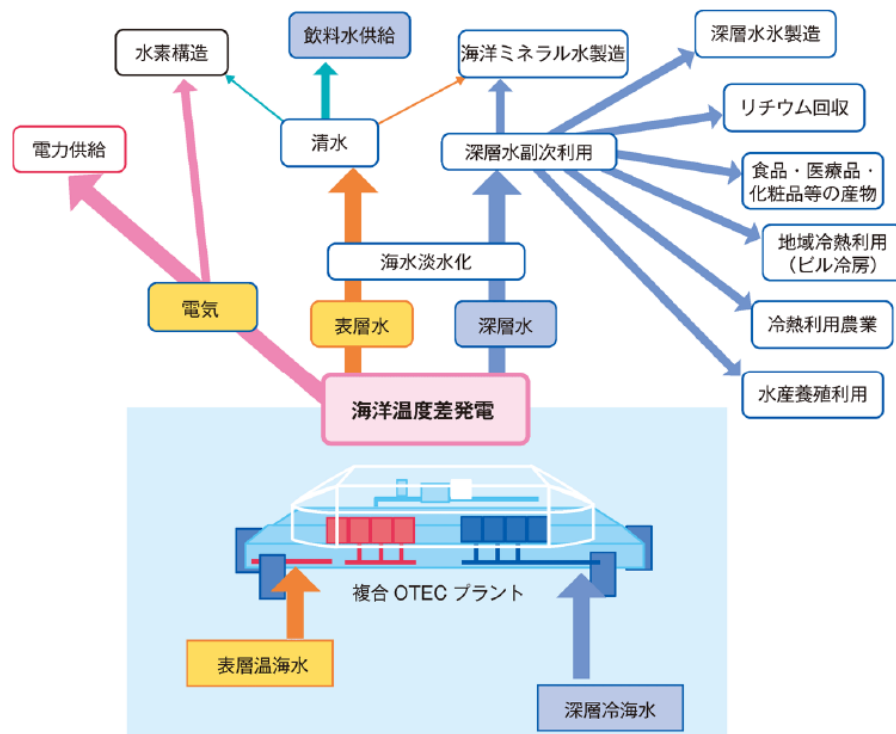 飲料水供給
深層水氷製造
水素構造
海洋ミネラル水製造
リチウム回収
電力供給
清水
深層水副次利用
食品・医療品・
化粧品等の産物
地域冷熱利用
（ビル冷房）
海水淡水化
電気
表層水
深層水
冷熱利用農業
水産養殖利用
海洋温度差発電
複合 OTEC プラント
表層温海水
深層冷海水